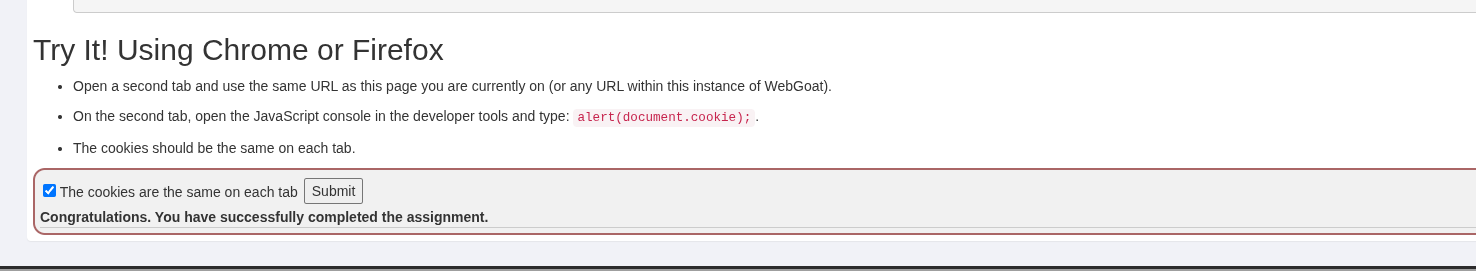 Try It! Using Chrome or Firefox
Open a second tab and use the same URL as this page you are currently on (or any URL within this instance of WebGoat).
On the second tab, open the JavaScript console in the developer tools and type: alert(document.cookie); .
The cookies should be the same on each tab.
The cookies are the same on each tab Submit
Congratulations. You have successfully completed the assignment.